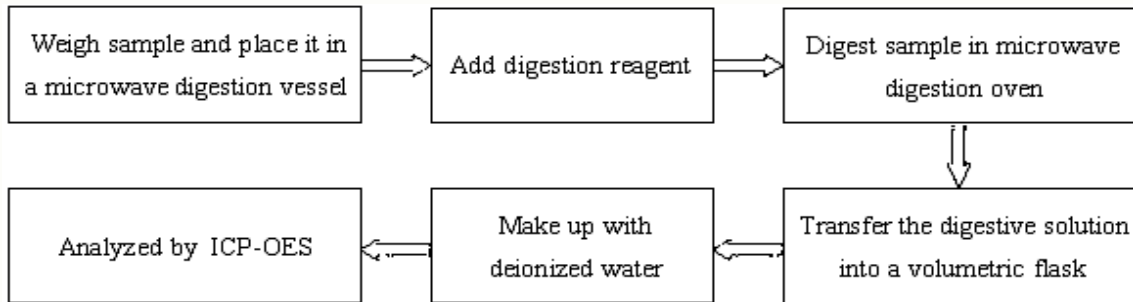 Weigh sample and place it in
a microwave digestion vessel
Add digestion reagent
Digest sample in microwave
digestion oven
Transfer the digestive solution
into a volumetric flask
Make up with
deionized water
Analyzed by ICP-OES